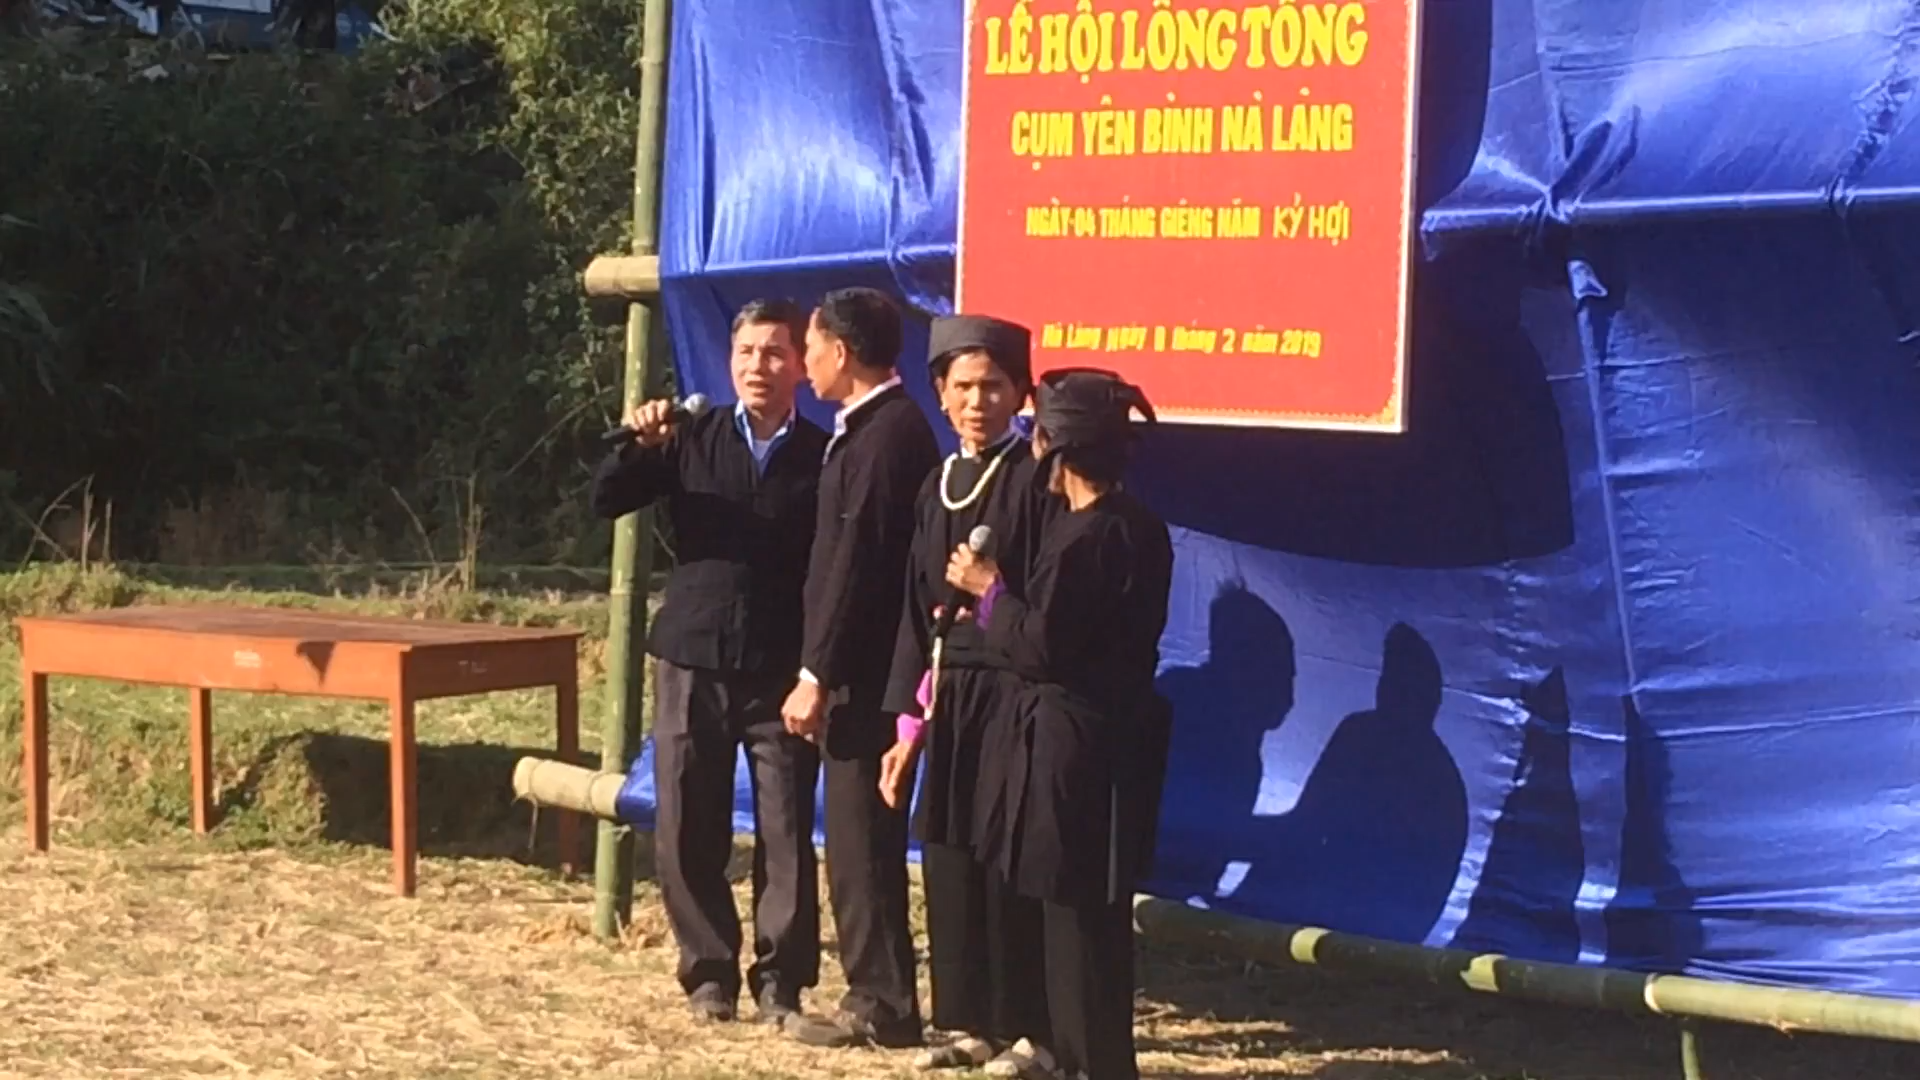 LỄ HỘI LỒNG TỒNG
CỤM YÊN BÌNH NÀ LẢNG
NGÀY-04 THÁNG GIÊNG NĂM KỶ HỢI
Nà Lảng Ngày 8 tháng 2 năm 2019